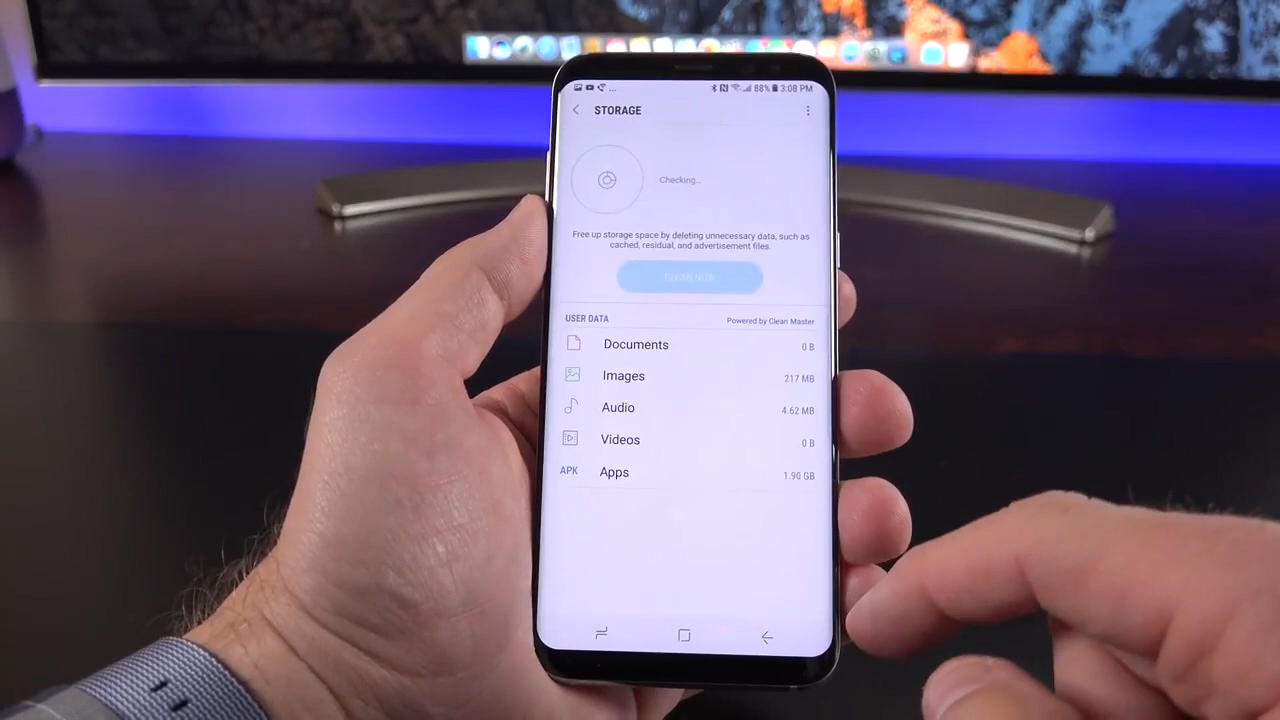 ... 88% 3:08 PM
STORAGE
Checking...
Free up storage space by deleting unnecessary data, such as
cached, residual, and advertisement files.
CLEAN NOW
USER DATA
Powered by Clean Master
Documents 0 B
Images 217 MB
Audio 4.62 MB
Videos 0 B
APK Apps 1.90 GB